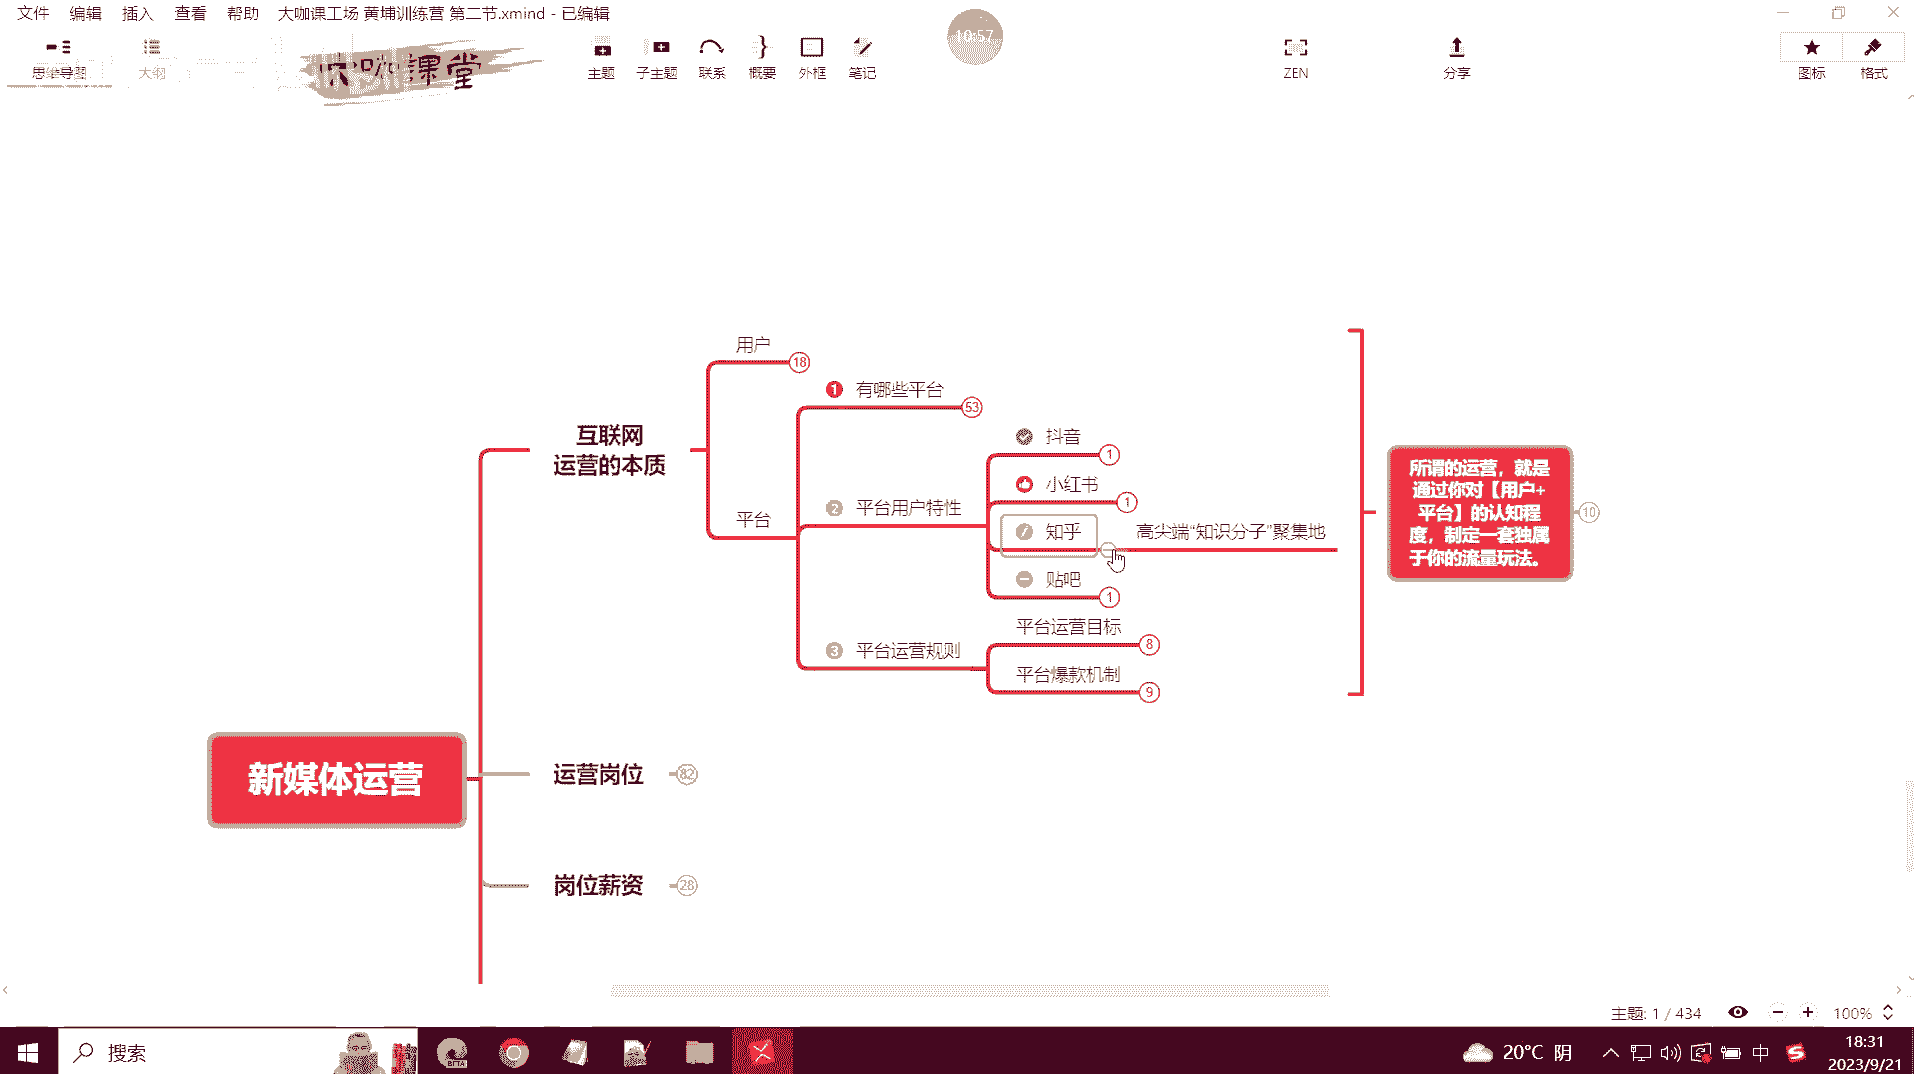 文件 编辑 插入 查看 帮助 大咖课工场 黄埔训练营 第二节.xmind - 已编辑
10:57
思维导图 大纲 主题 子主题 联系 概要 外框 笔记 ZEN 分享 图标 格式
大咖课堂
用户 18
1 有哪些平台 53
互联网
运营的本质
抖音 1
小红书 1
2 平台用户特性
平台
知乎 高尖端“知识分子”聚集地
贴吧 1
平台运营目标 8
3 平台运营规则
平台爆款机制 9
所谓的运营,就是
通过你对【用户+
平台】的认知程
度,制定一套独属
于你的流量玩法。
10
新媒体运营
运营岗位 82
岗位薪资 28
主题: 1 / 434 100%
搜索
BETA
20°C 阴
中
18:31
2023/9/21